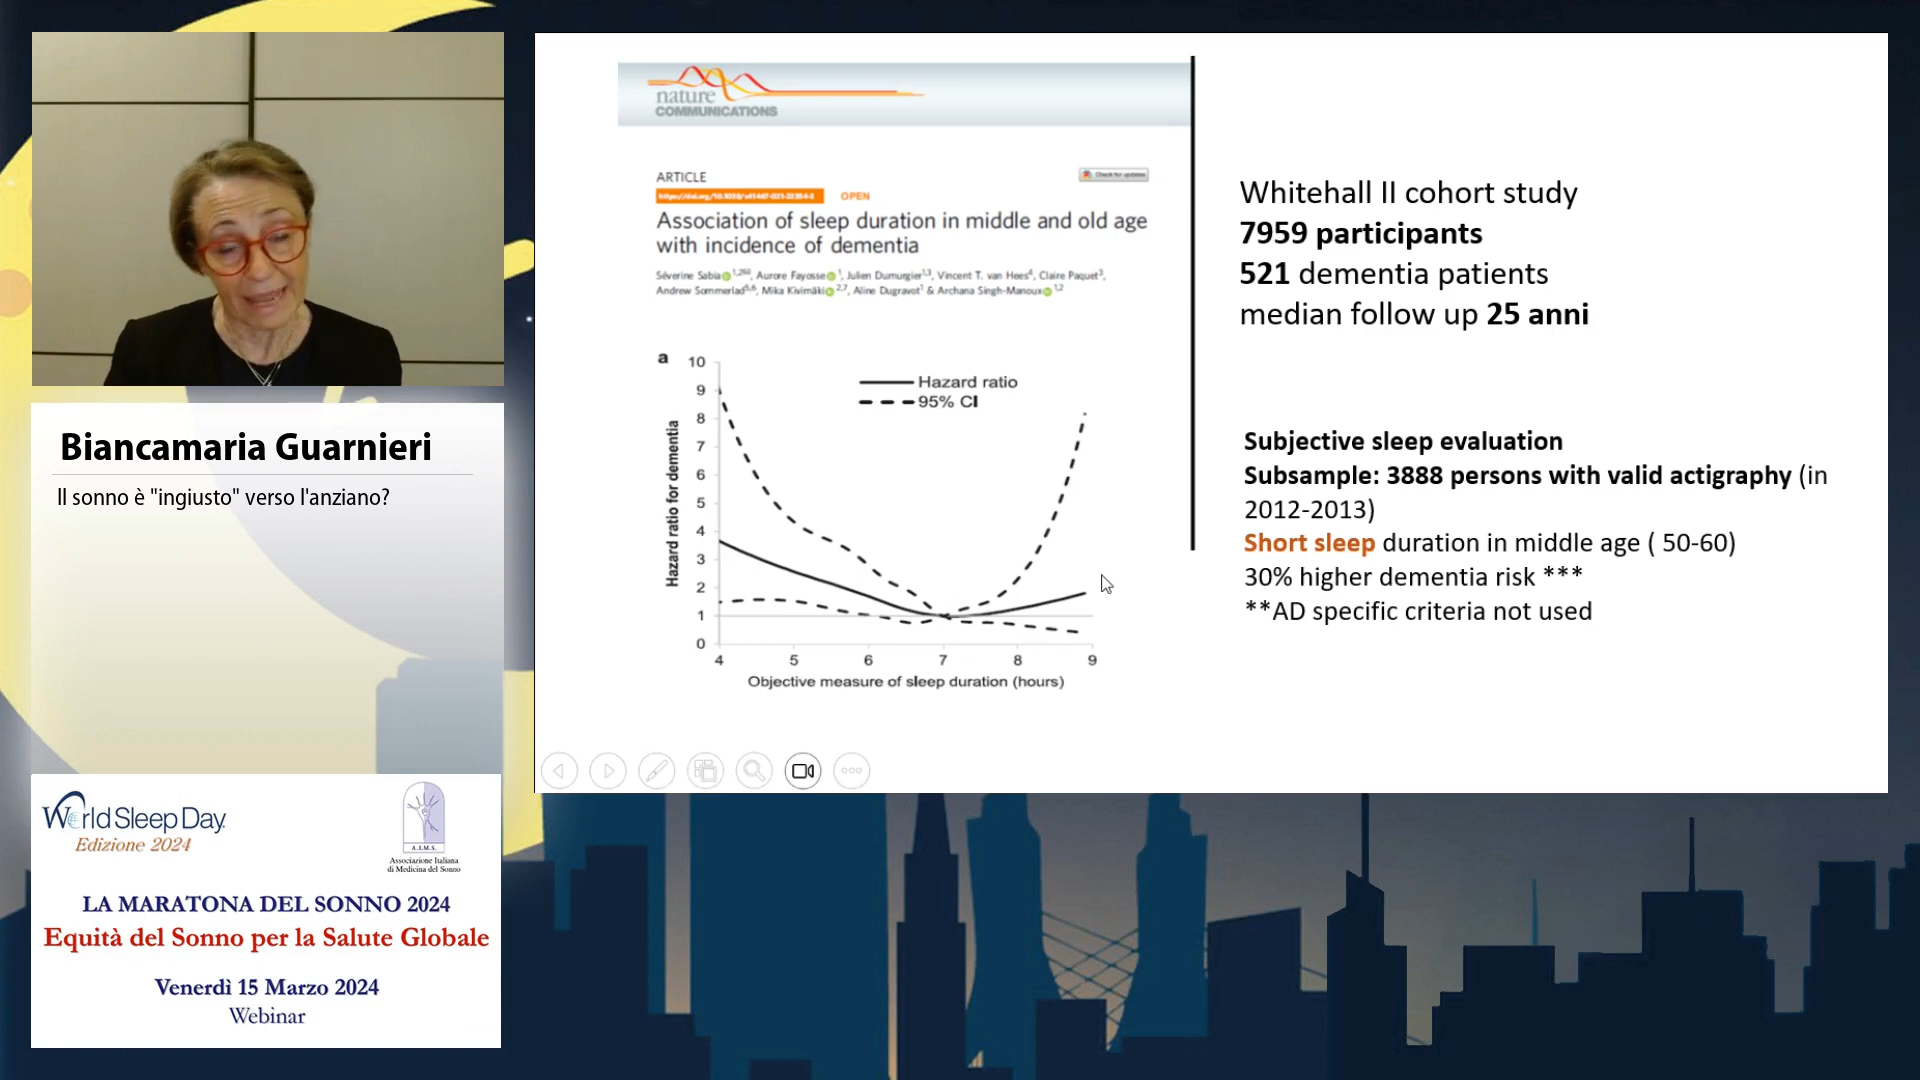 Biancamaria Guarnieri
Il sonno è "ingiusto" verso l'anziano?
World Sleep Day
Edizione 2024
A.I.M.S.
Associazione Italiana
di Medicina del Sonno
LA MARATONA DEL SONNO 2024
Equità del Sonno per la Salute Globale
Venerdì 15 Marzo 2024
Webinar
nature
COMMUNICATIONS
ARTICLE
Check for updates
https://doi.org/10.1038/s41467-021-22354-2 OPEN
Association of sleep duration in middle and old age
with incidence of dementia
Séverine Sabia, Aurore Fayosse 1, Julien Dumurgier1,3, Vincent T. van Hees4, Claire Paquet3,
Andrew Sommerlad5,6, Mika Kivimäki 2,7, Aline Dugravot1 & Archana Singh-Manoux 1,2
a
Hazard ratio
95% CI
Hazard ratio for dementia
10
9
8
7
6
5
4
3
2
1
0
4 5 6 7 8 9
Objective measure of sleep duration (hours)
Whitehall II cohort study
7959 participants
521 dementia patients
median follow up 25 anni
Subjective sleep evaluation
Subsample: 3888 persons with valid actigraphy (in
2012-2013)
Short sleep duration in middle age ( 50-60)
30% higher dementia risk ***
**AD specific criteria not used